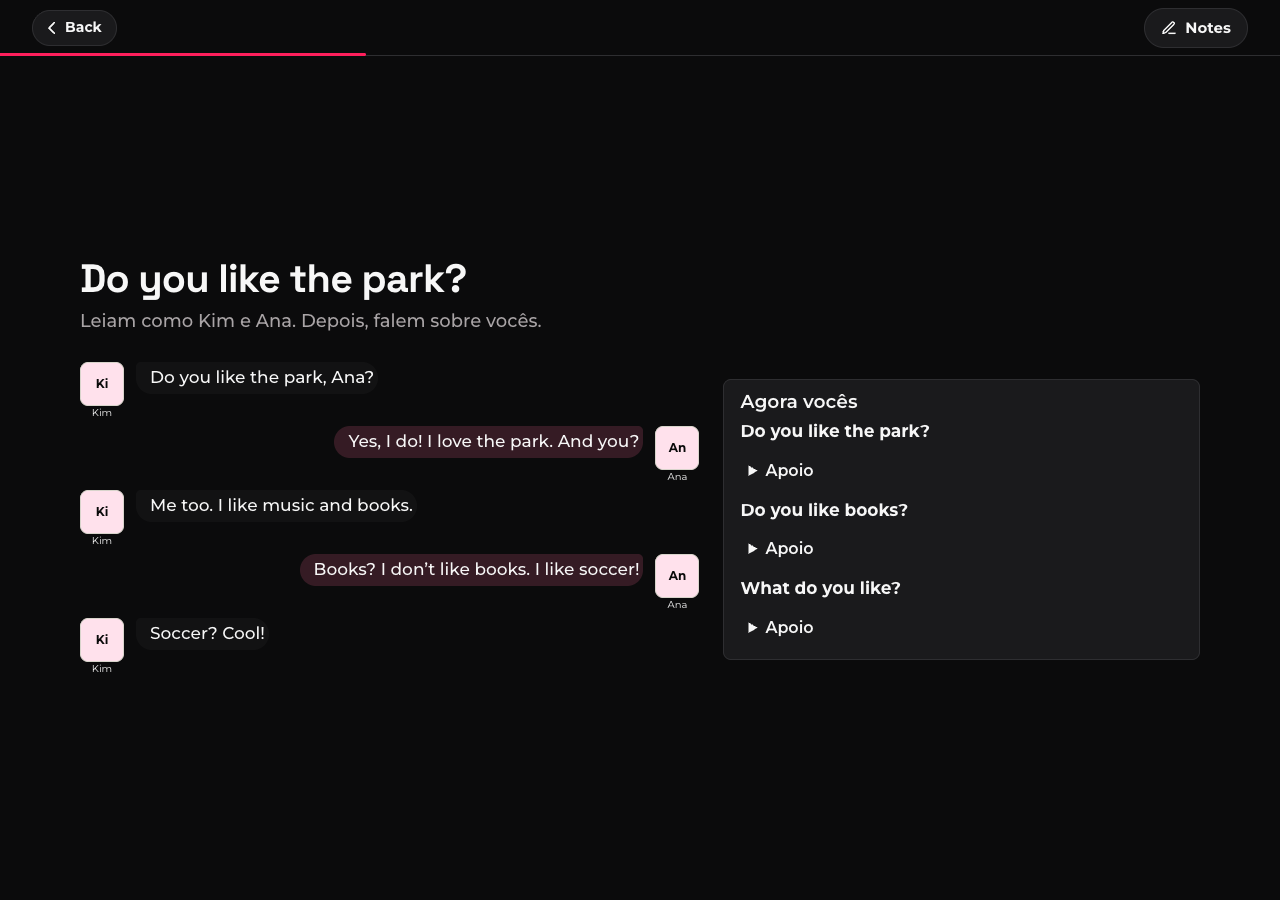 Back
Notes
Do you like the park?
Leiam como Kim e Ana. Depois, falem sobre vocês.
Ki
Kim
Do you like the park, Ana?
Yes, I do! I love the park. And you?
An
Ana
Ki
Kim
Me too. I like music and books.
Books? I don’t like books. I like soccer!
An
Ana
Ki
Kim
Soccer? Cool!
Agora vocês
Do you like the park?
Apoio
Do you like books?
Apoio
What do you like?
Apoio